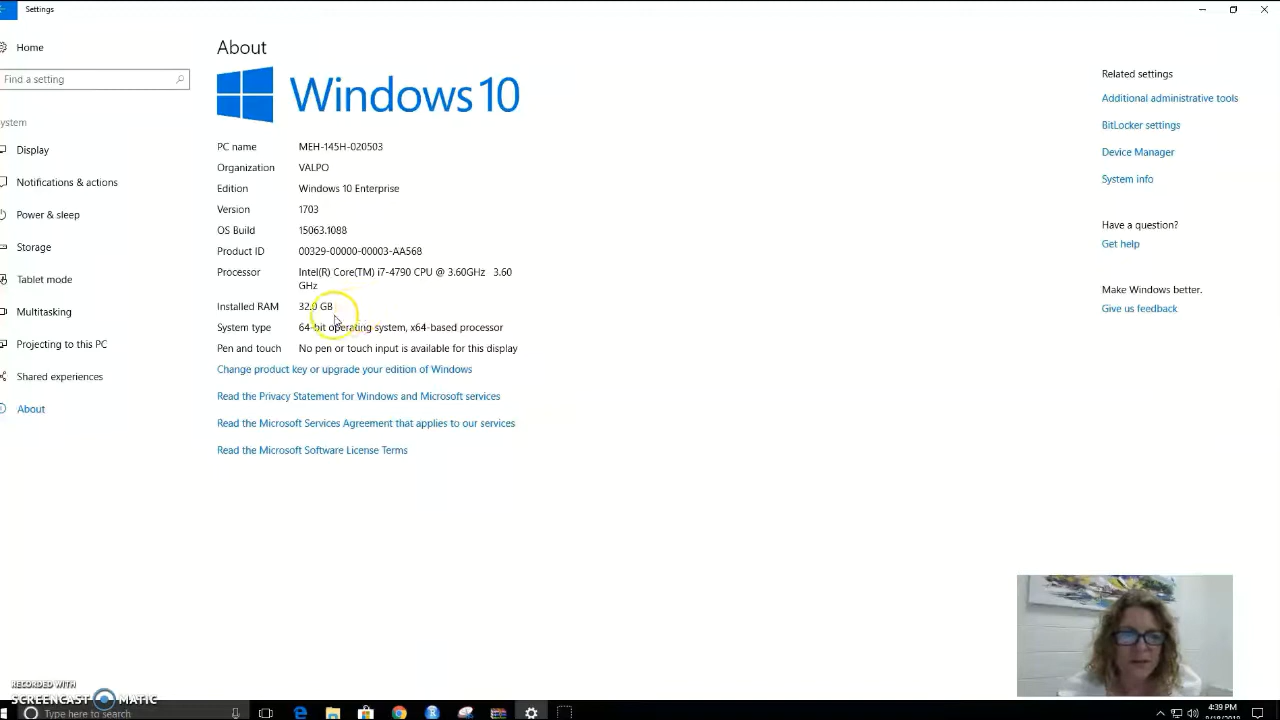 Settings
Home
Find a setting
ystem
Display
Notifications & actions
Power & sleep
Storage
Tablet mode
Multitasking
Projecting to this PC
Shared experiences
About
About
Windows 10
PC name MEH-145H-020503
Organization VALPO
Edition Windows 10 Enterprise
Version 1703
OS Build 15063.1088
Product ID 00329-00000-00003-AA568
Processor Intel(R) Core(TM) i7-4790 CPU @ 3.60GHz 3.60
GHz
Installed RAM 32.0 GB
System type 64-bit operating system, x64-based processor
Pen and touch No pen or touch input is available for this display
Change product key or upgrade your edition of Windows
Read the Privacy Statement for Windows and Microsoft services
Read the Microsoft Services Agreement that applies to our services
Read the Microsoft Software License Terms
Related settings
Additional administrative tools
BitLocker settings
Device Manager
System info
Have a question?
Get help
Make Windows better.
Give us feedback
RECORDED WITH
SCREENCAST MATIC
Type here to search
4:39 PM